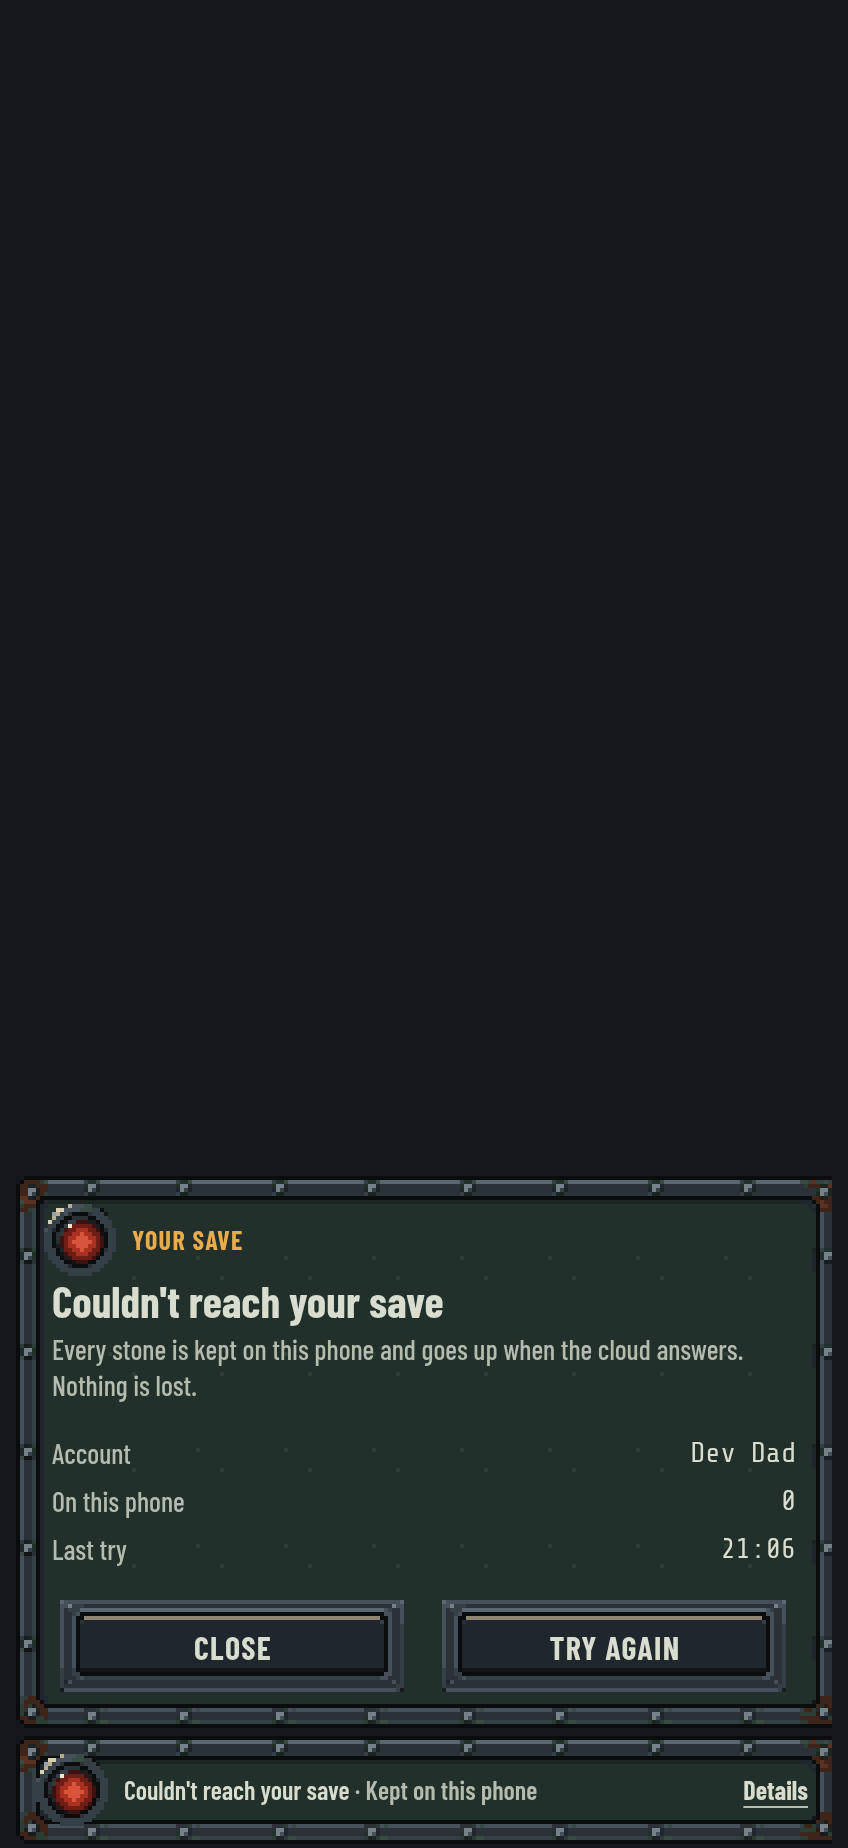 YOUR SAVE
Couldn't reach your save
Every stone is kept on this phone and goes up when the cloud answers.
Nothing is lost.
Account Dev Dad
On this phone 0
Last try 21:06
CLOSE TRY AGAIN
Couldn't reach your save · Kept on this phone Details